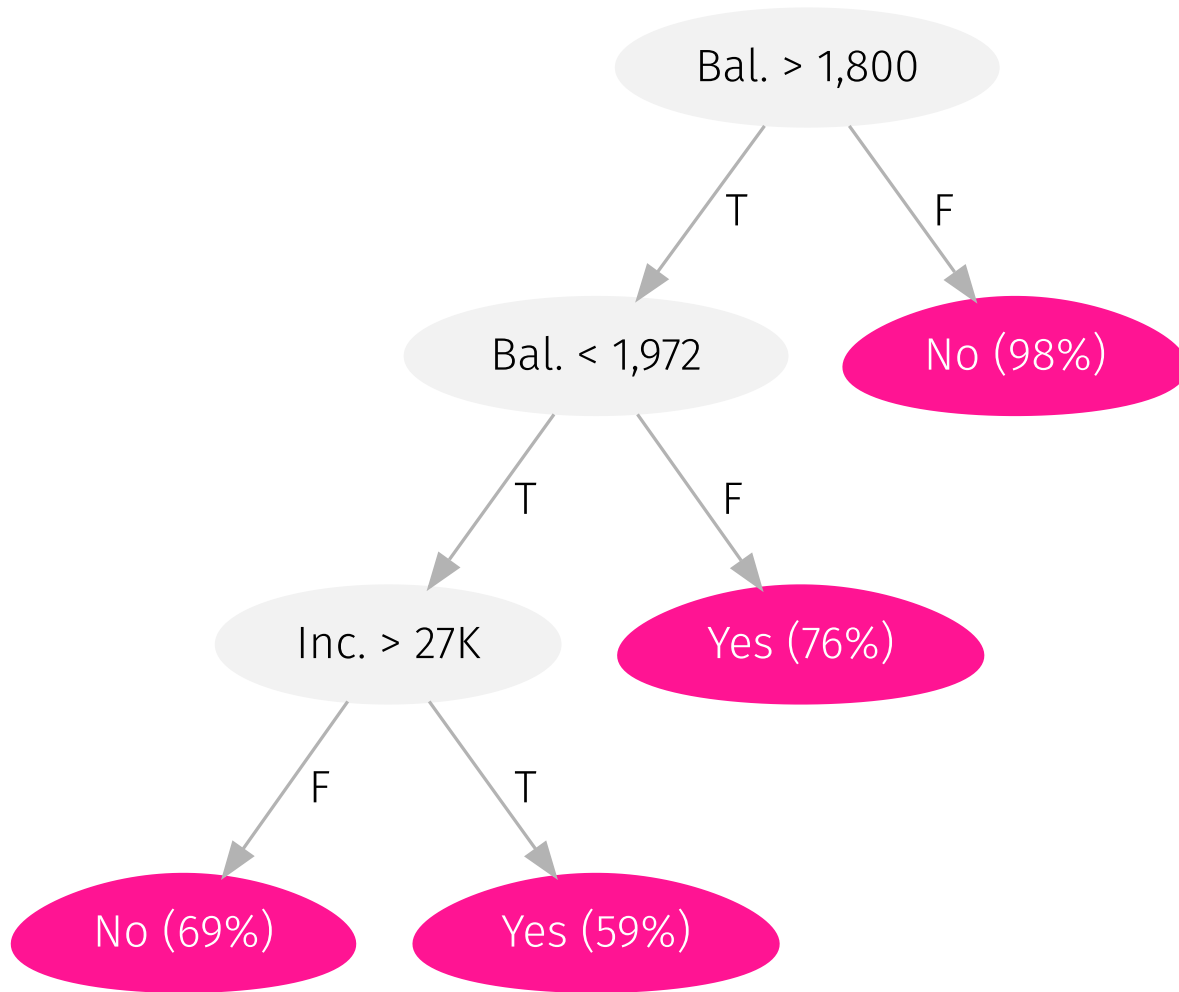 Bal. > 1,800
T
F
Bal. < 1,972
No (98%)
T
F
Inc. > 27K
Yes (76%)
F
T
No (69%)
Yes (59%)